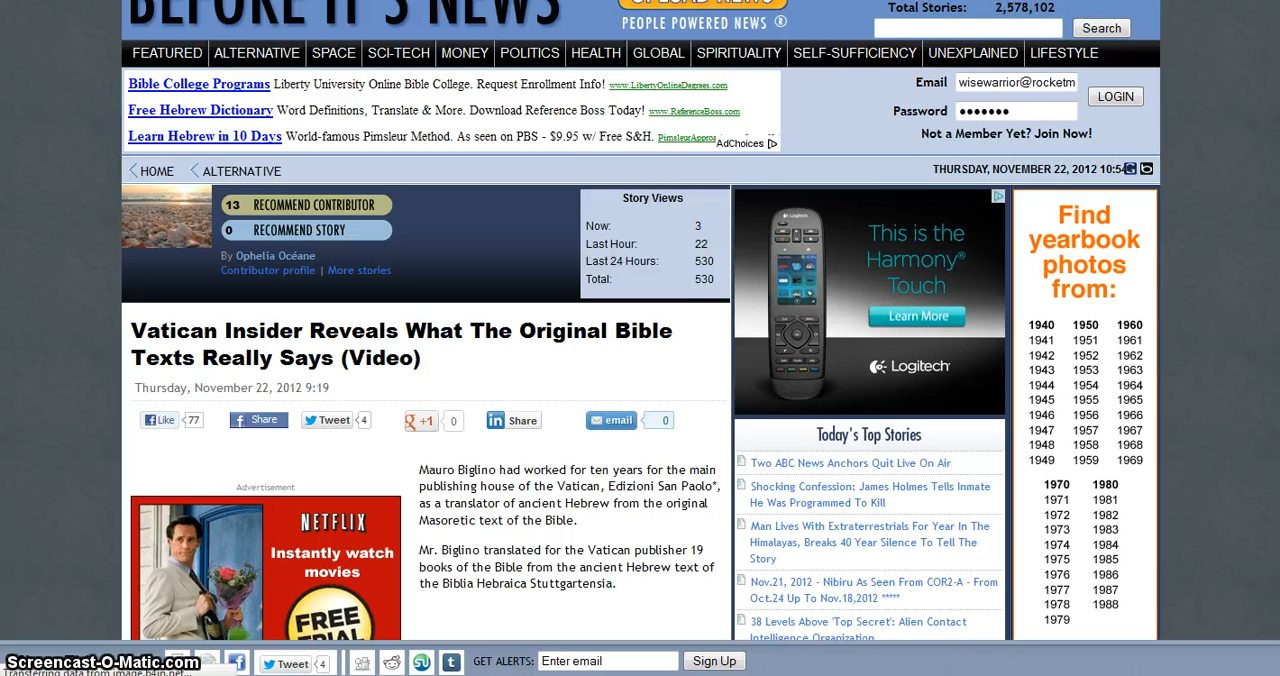 BEFORE IT'S NEWS
UPLOAD NEWS
PEOPLE POWERED NEWS ®
Total Stories: 2,578,102
Search
FEATURED ALTERNATIVE SPACE SCI-TECH MONEY POLITICS HEALTH GLOBAL SPIRITUALITY SELF-SUFFICIENCY UNEXPLAINED LIFESTYLE
Bible College Programs Liberty University Online Bible College. Request Enrollment Info! www.LibertyOnlineDegrees.com
Free Hebrew Dictionary Word Definitions, Translate & More. Download Reference Boss Today! www.ReferenceBoss.com
Learn Hebrew in 10 Days World-famous Pimsleur Method. As seen on PBS - $9.95 w/ Free S&H. PimsleurAppros
AdChoices
Email wisewarrior@rocketm
Password •••••••
LOGIN
Not a Member Yet? Join Now!
HOME ALTERNATIVE
THURSDAY, NOVEMBER 22, 2012 10:54
13 RECOMMEND CONTRIBUTOR
0 RECOMMEND STORY
By Ophelia Océane
Contributor profile | More stories
Story Views
Now: 3
Last Hour: 22
Last 24 Hours: 530
Total: 530
Vatican Insider Reveals What The Original Bible
Texts Really Says (Video)
Thursday, November 22, 2012 9:19
Like 77 Share Tweet 4 +1 0 Share email 0
Advertisement
NETFLIX
Instantly watch
movies
FREE
TRIAL
Mauro Biglino had worked for ten years for the main
publishing house of the Vatican, Edizioni San Paolo*,
as a translator of ancient Hebrew from the original
Masoretic text of the Bible.
Mr. Biglino translated for the Vatican publisher 19
books of the Bible from the ancient Hebrew text of
the Biblia Hebraica Stuttgartensia.
This is the
Harmony®
Touch
Learn More
Logitech
Today's Top Stories
Two ABC News Anchors Quit Live On Air
Shocking Confession: James Holmes Tells Inmate
He Was Programmed To Kill
Man Lives With Extraterrestrials For Year In The
Himalayas, Breaks 40 Year Silence To Tell The
Story
Nov.21, 2012 - Nibiru As Seen From COR2-A - From
Oct.24 Up To Nov.18,2012 *****
38 Levels Above 'Top Secret': Alien Contact
Intelligence Organization
Find
yearbook
photos
from:
1940 1950 1960
1941 1951 1961
1942 1952 1962
1943 1953 1963
1944 1954 1964
1945 1955 1965
1946 1956 1966
1947 1957 1967
1948 1958 1968
1949 1959 1969
1970 1980
1971 1981
1972 1982
1973 1983
1974 1984
1975 1985
1976 1986
1977 1987
1978 1988
1979
Screencast-O-Matic.com
Tweet 4
GET ALERTS: Enter email Sign Up